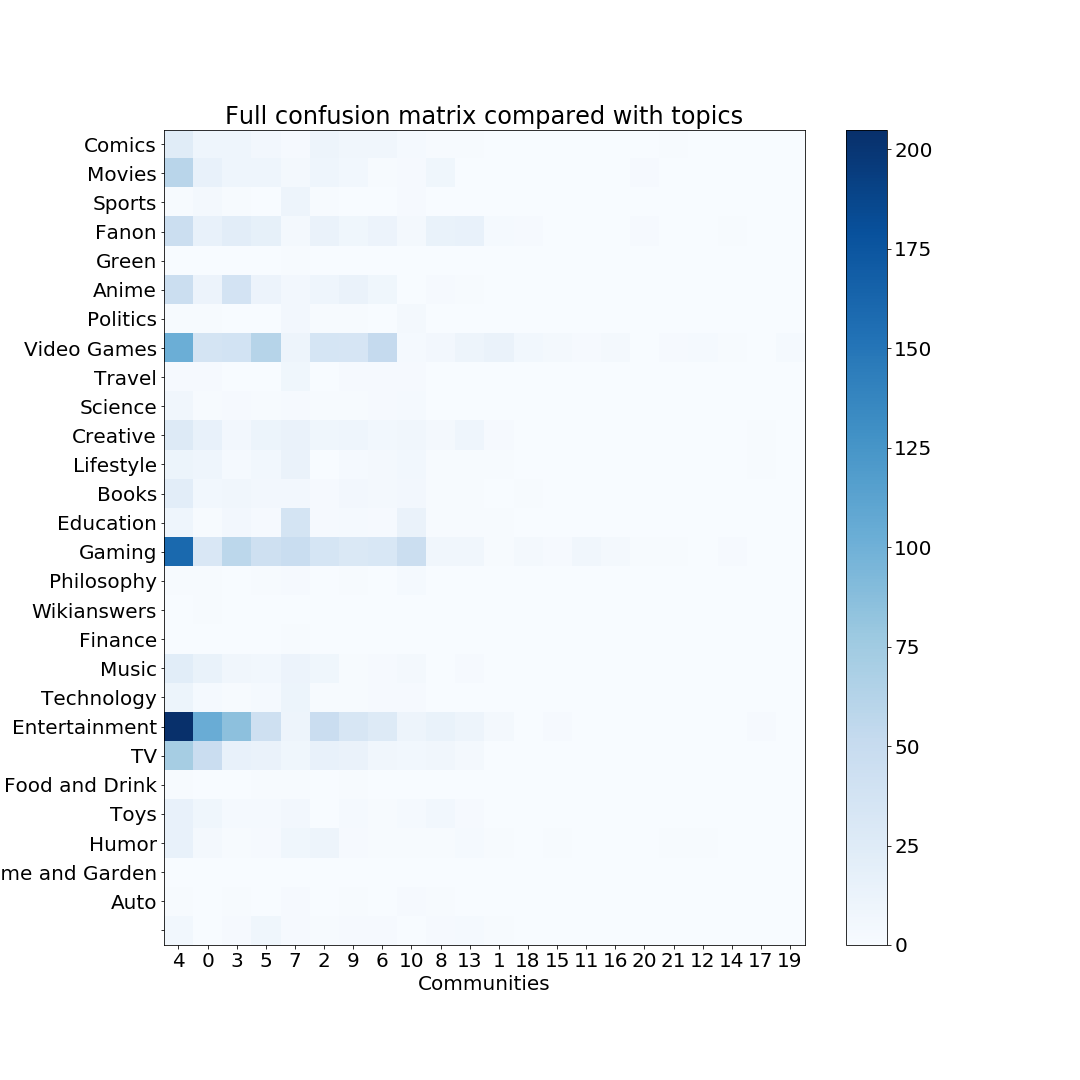 Full confusion matrix compared with topics
Comics
Movies
Sports
Fanon
Green
Anime
Politics
Video Games
Travel
Science
Creative
Lifestyle
Books
Education
Gaming
Philosophy
Wikianswers
Finance
Music
Technology
Entertainment
TV
Food and Drink
Toys
Humor
me and Garden
Auto
4 0 3 5 7 2 9 6 10 8 13 1 18 15 11 16 20 21 12 14 17 19
Communities
200
175
150
125
100
75
50
25
0